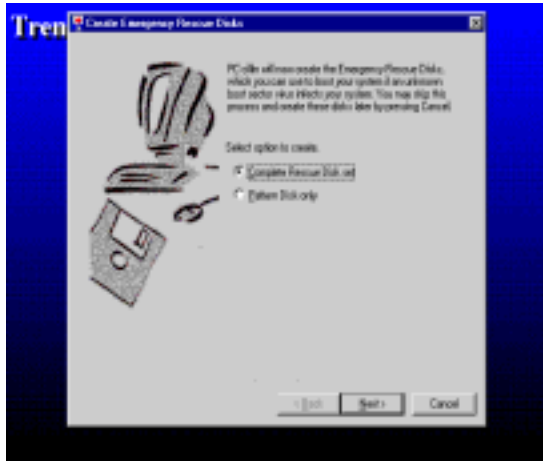 Tren
Create Emergency Rescue Disks
PC-cillin will now create the Emergency Rescue Disks,
which you can use to boot your system if an unknown
boot sector virus infects your system. You may skip this
process and create these disks later by pressing Cancel.
Select option to create.
Complete Rescue Disk set
Pattern Disk only
< Back Next > Cancel